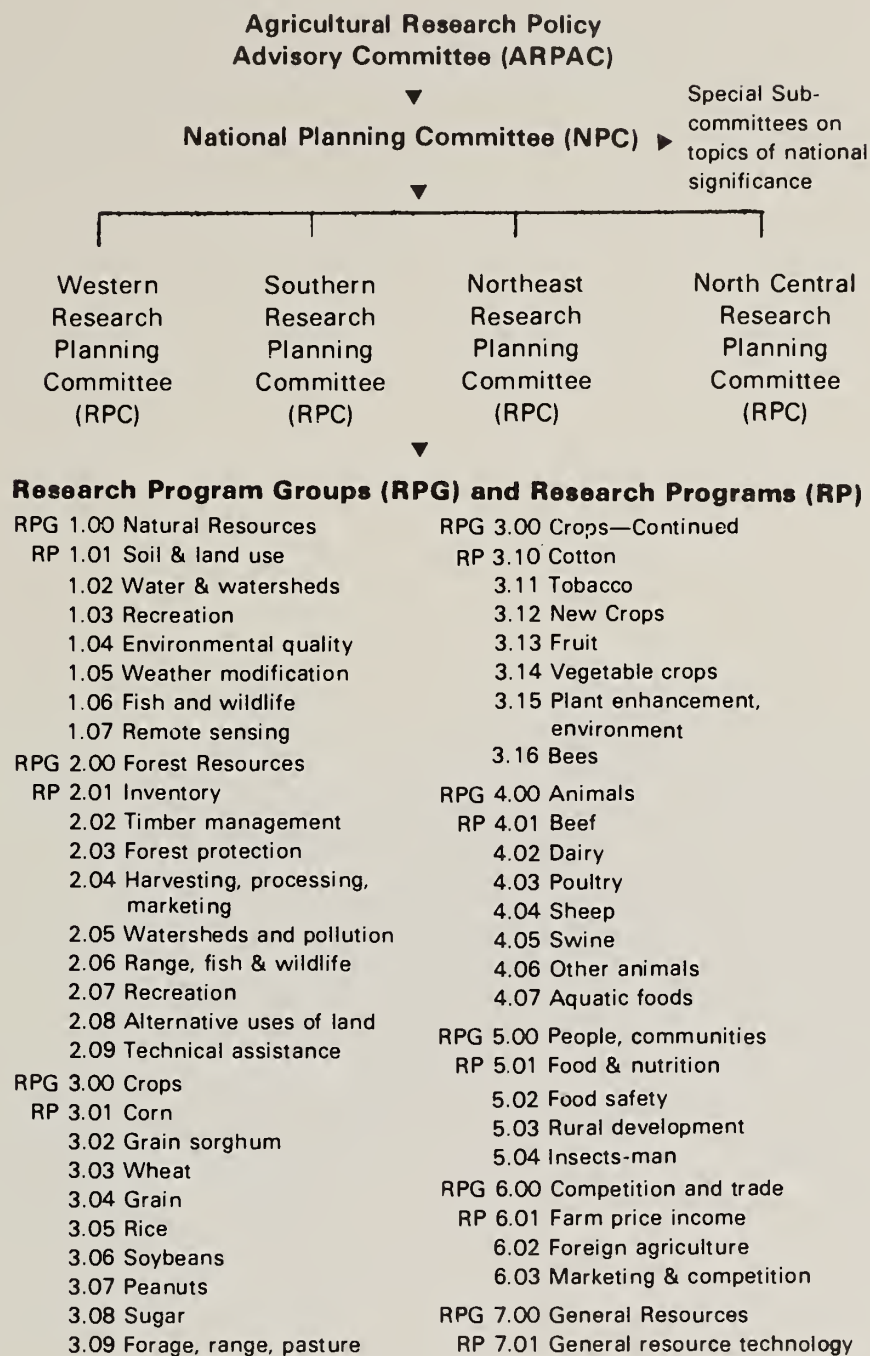 Agricultural Research Policy
Advisory Committee (ARPAC)
▼
National Planning Committee (NPC) ▶
Special Sub-
committees on
topics of national
significance
▼
Western
Research
Planning
Committee
(RPC)
Southern
Research
Planning
Committee
(RPC)
Northeast
Research
Planning
Committee
(RPC)
North Central
Research
Planning
Committee
(RPC)
▼
Research Program Groups (RPG) and Research Programs (RP)
RPG 1.00 Natural Resources
RP 1.01 Soil & land use
1.02 Water & watersheds
1.03 Recreation
1.04 Environmental quality
1.05 Weather modification
1.06 Fish and wildlife
1.07 Remote sensing
RPG 2.00 Forest Resources
RP 2.01 Inventory
2.02 Timber management
2.03 Forest protection
2.04 Harvesting, processing,
marketing
2.05 Watersheds and pollution
2.06 Range, fish & wildlife
2.07 Recreation
2.08 Alternative uses of land
2.09 Technical assistance
RPG 3.00 Crops
RP 3.01 Corn
3.02 Grain sorghum
3.03 Wheat
3.04 Grain
3.05 Rice
3.06 Soybeans
3.07 Peanuts
3.08 Sugar
3.09 Forage, range, pasture
RPG 3.00 Crops—Continued
RP 3.10 Cotton
3.11 Tobacco
3.12 New Crops
3.13 Fruit
3.14 Vegetable crops
3.15 Plant enhancement,
environment
3.16 Bees
RPG 4.00 Animals
RP 4.01 Beef
4.02 Dairy
4.03 Poultry
4.04 Sheep
4.05 Swine
4.06 Other animals
4.07 Aquatic foods
RPG 5.00 People, communities
RP 5.01 Food & nutrition
5.02 Food safety
5.03 Rural development
5.04 Insects-man
RPG 6.00 Competition and trade
RP 6.01 Farm price income
6.02 Foreign agriculture
6.03 Marketing & competition
RPG 7.00 General Resources
RP 7.01 General resource technology